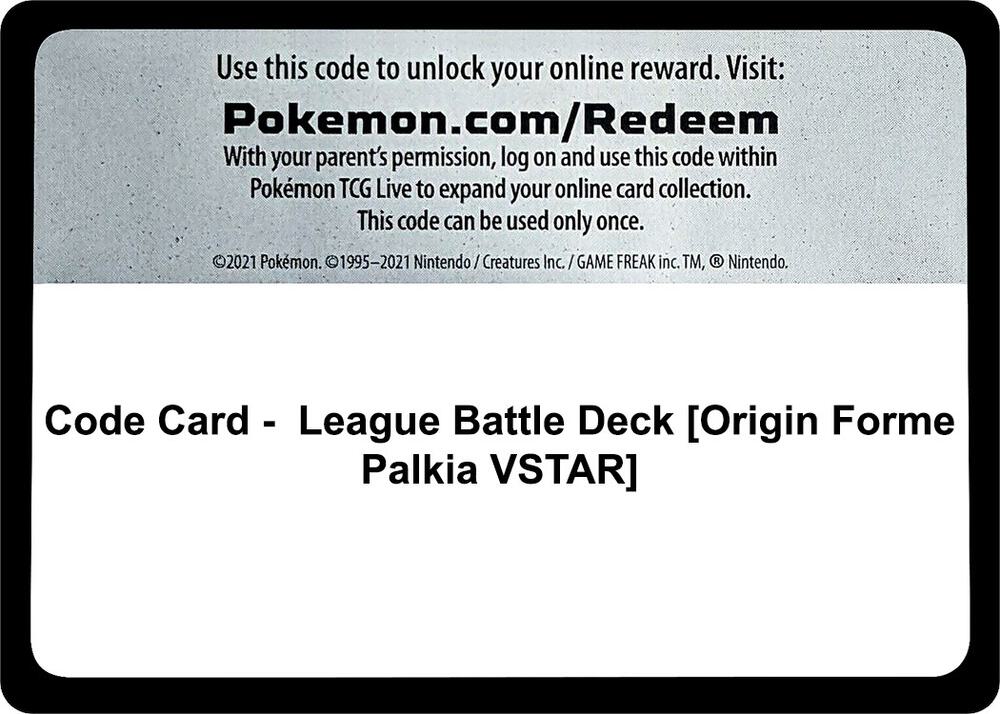 Use this code to unlock your online reward. Visit:
Pokemon.com/Redeem
With your parent's permission, log on and use this code within
Pokémon TCG Live to expand your online card collection.
This code can be used only once.
©2021 Pokémon. ©1995–2021 Nintendo / Creatures Inc. / GAME FREAK inc. TM, ® Nintendo.
Code Card -  League Battle Deck [Origin Forme
Palkia VSTAR]